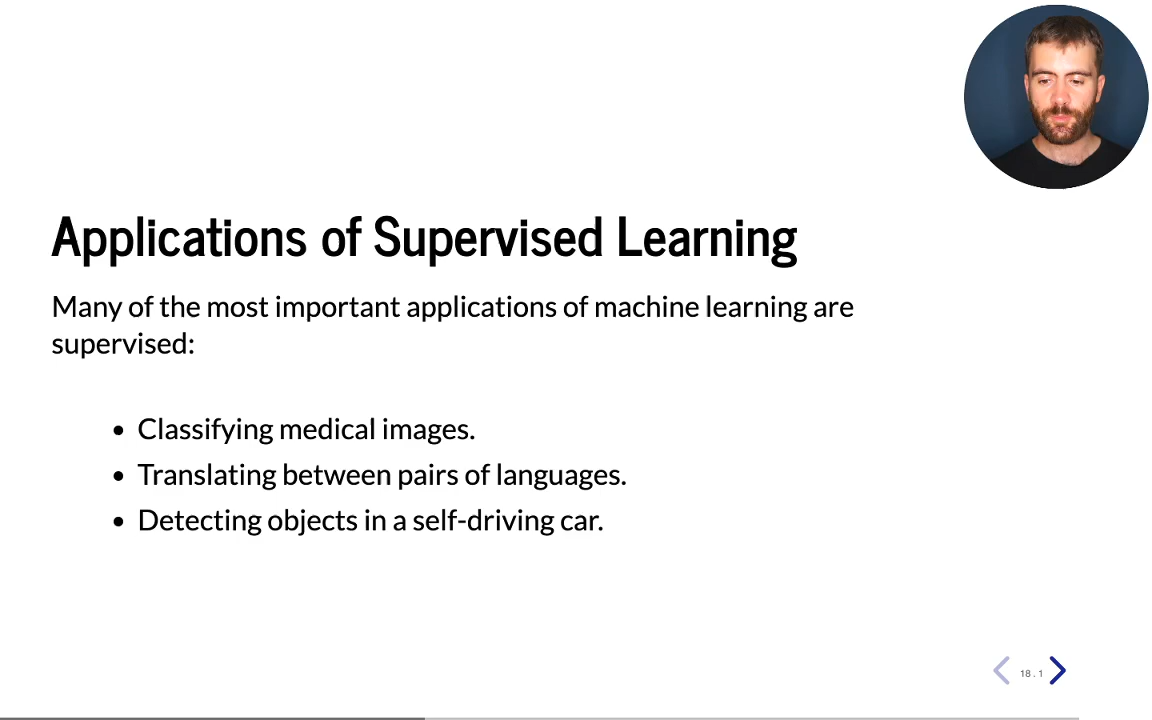 Applications of Supervised Learning
Many of the most important applications of machine learning are
supervised:
• Classifying medical images.
• Translating between pairs of languages.
• Detecting objects in a self-driving car.
18 . 1